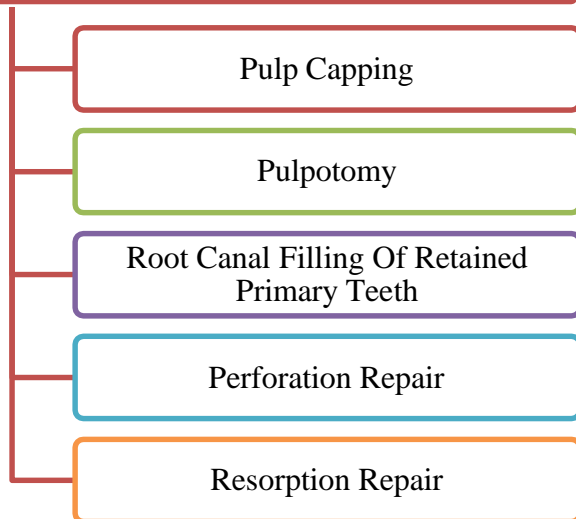 Pulp Capping
Pulpotomy
Root Canal Filling Of Retained
Primary Teeth
Perforation Repair
Resorption Repair